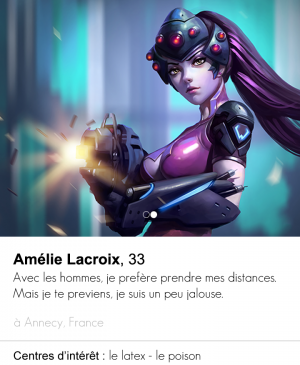 Amélie Lacroix, 33
Avec les hommes, je prefère prendre mes distances.
Mais je te previens, je suis un peu jalouse.
à Annecy, France
Centres d'intérêt : le latex - le poison